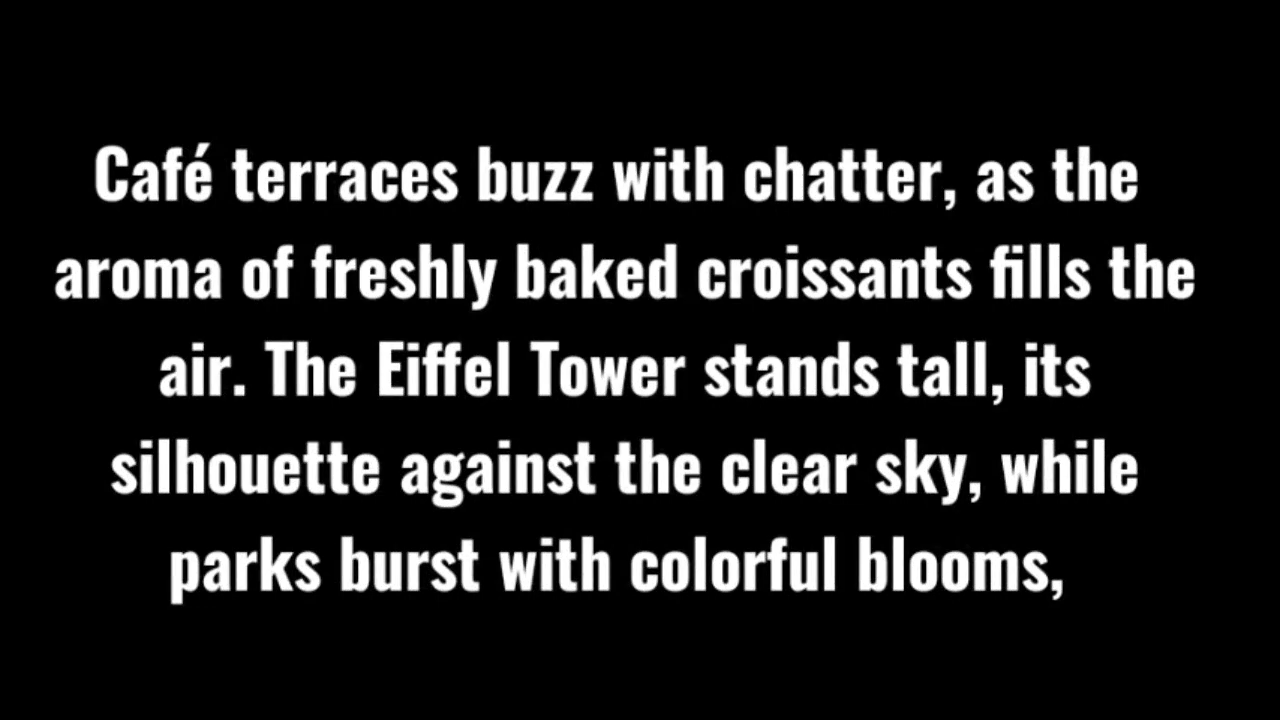 Café terraces buzz with chatter, as the
aroma of freshly baked croissants fills the
air. The Eiffel Tower stands tall, its
silhouette against the clear sky, while
parks burst with colorful blooms,